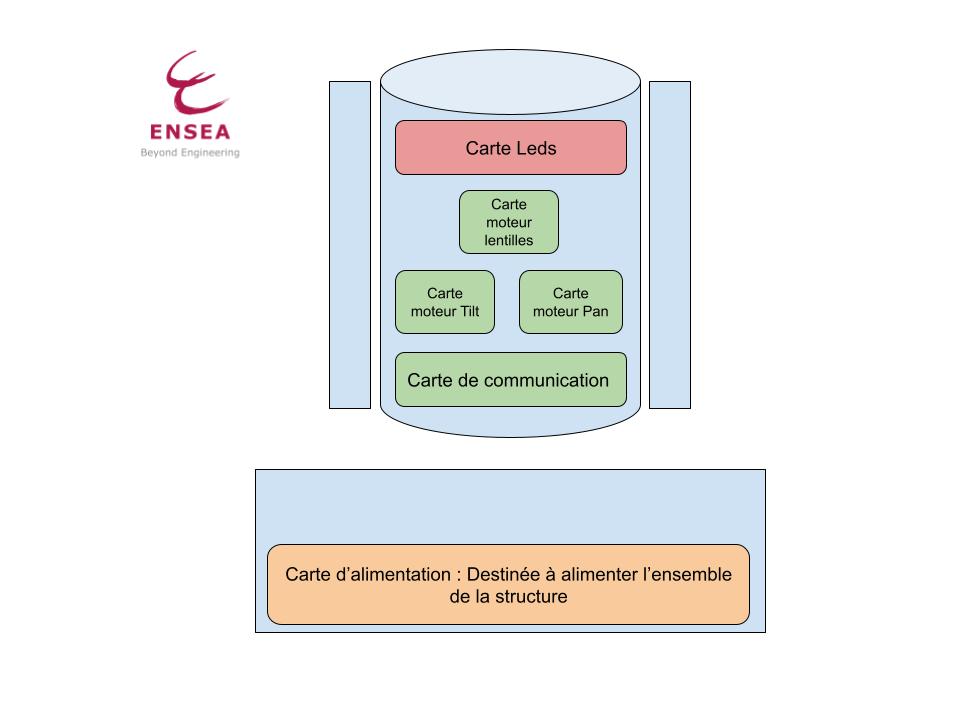 ENSEA
Beyond Engineering
Carte Leds
Carte
moteur
lentilles
Carte
moteur Tilt
Carte
moteur Pan
Carte de communication
Carte d’alimentation : Destinée à alimenter l’ensemble
de la structure